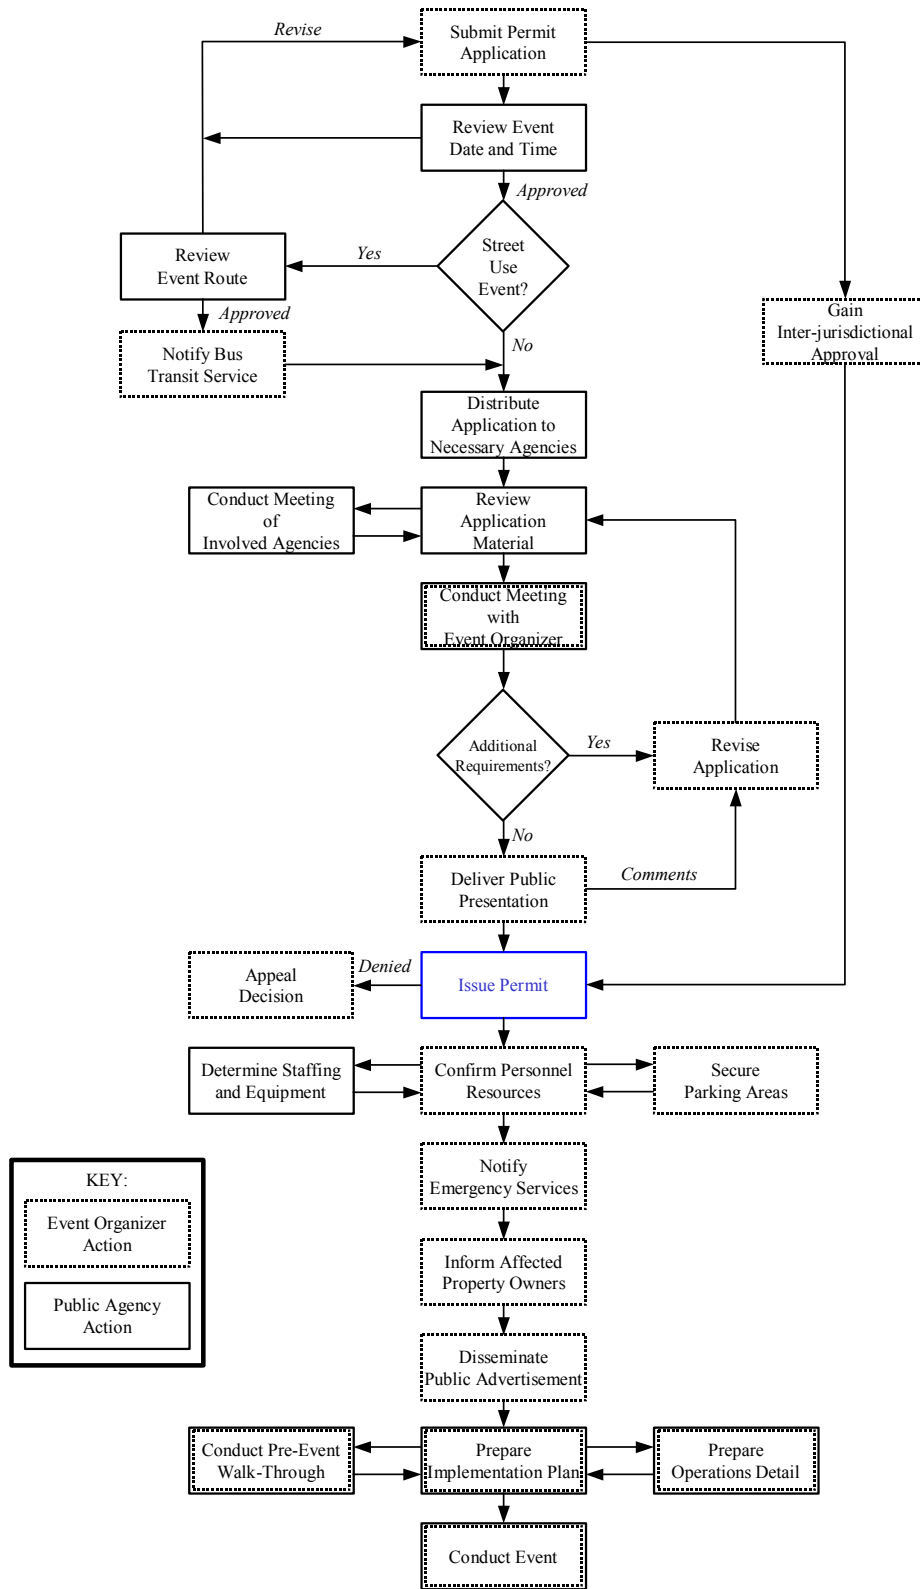 Revise
Submit Permit
Application
Review Event
Date and Time
Approved
Street
Use
Event?
Yes
Review
Event Route
Approved
Gain
Inter-jurisdictional
Approval
Notify Bus
Transit Service
No
Distribute
Application to
Necessary Agencies
Conduct Meeting
of
Involved Agencies
Review
Application
Material
Conduct Meeting
with
Event Organizer
Additional
Requirements?
Yes
Revise
Application
No
Deliver Public
Presentation
Comments
Appeal
Decision
Denied
Issue Permit
Determine Staffing
and Equipment
Confirm Personnel
Resources
Secure
Parking Areas
Notify
Emergency Services
KEY:
Event Organizer
Action
Public Agency
Action
Inform Affected
Property Owners
Disseminate
Public Advertisement
Conduct Pre-Event
Walk-Through
Prepare
Implementation Plan
Prepare
Operations Detail
Conduct Event